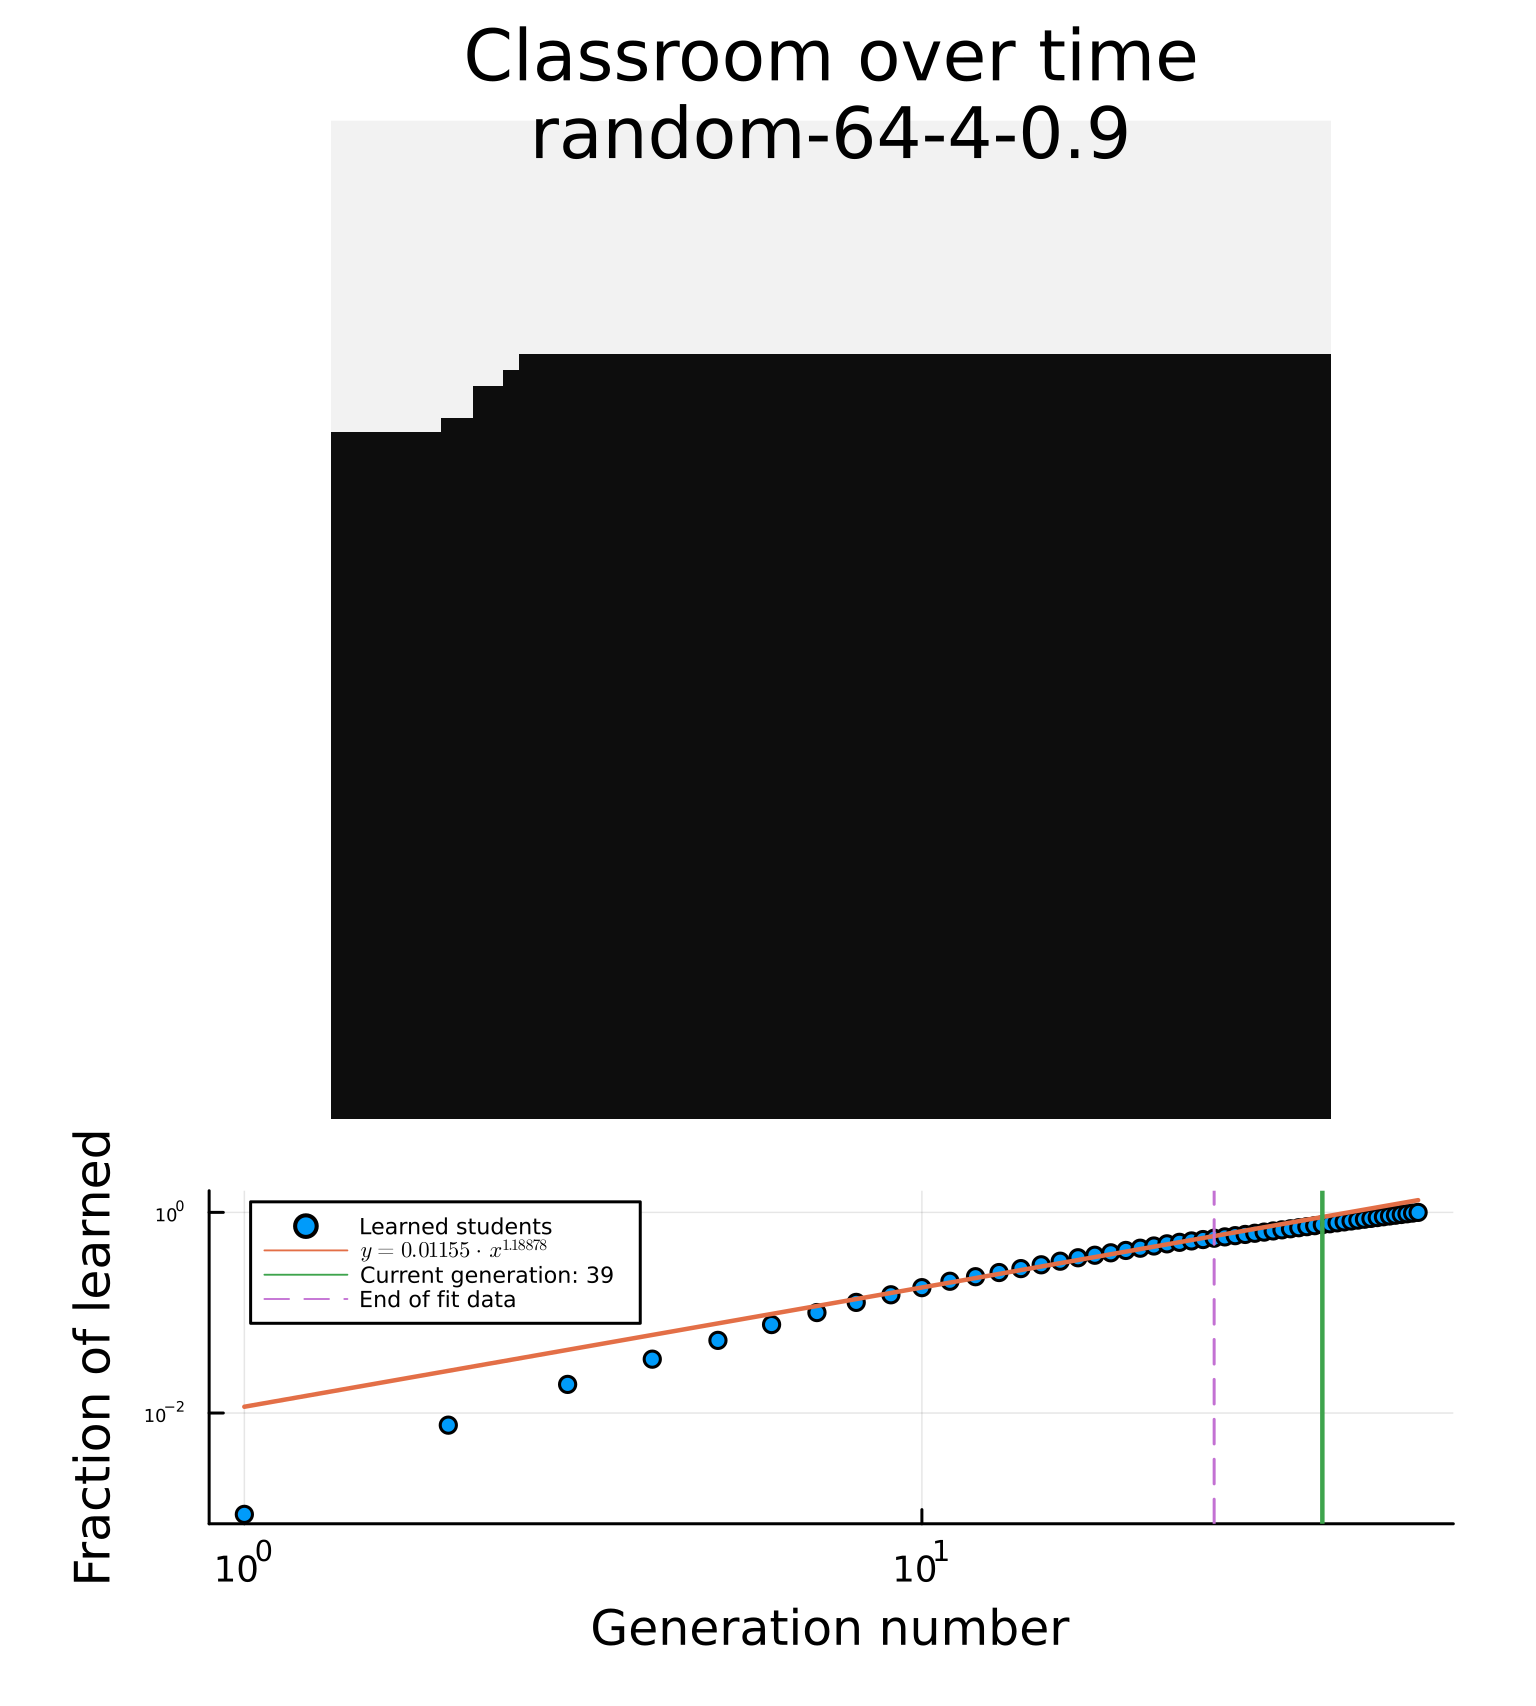 Classroom over time
random-64-4-0.9
Fraction of learned
10⁰
10⁻²
Learned students
y = 0.01155 · x^1.18878
Current generation: 39
End of fit data
10⁰
10¹
Generation number